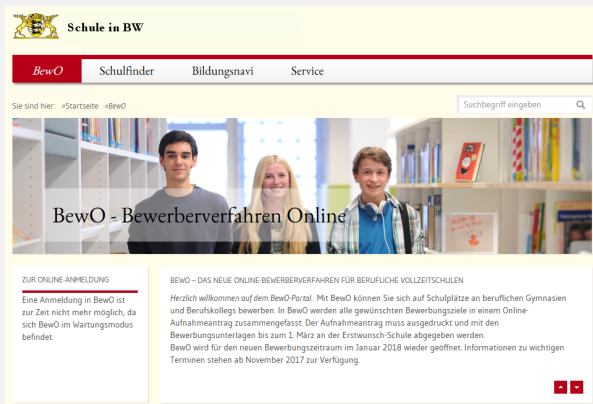 Schule in BW
BewO Schulfinder Bildungsnavi Service
Sie sind hier: »Startseite »BewO
Suchbegriff eingeben
BewO - Bewerberverfahren Online
ZUR ONLINE-ANMELDUNG
Eine Anmeldung in BewO ist
zur Zeit nicht mehr möglich, da
sich BewO im Wartungsmodus
befindet.
BEWO – DAS NEUE ONLINE-BEWERBERVERFAHREN FÜR BERUFLICHE VOLLZEITSCHULEN
Herzlich willkommen auf dem BewO-Portal. Mit BewO können Sie sich auf Schulplätze an beruflichen Gymnasien
und Berufskollegs bewerben. In BewO werden alle gewünschten Bewerbungsziele in einem Online-
Aufnahmeantrag zusammengefasst. Der Aufnahmeantrag muss ausgedruckt und mit den
Bewerbungsunterlagen bis zum 1. März an der Erstwunsch-Schule abgegeben werden.
BewO wird für den neuen Bewerbungszeitraum im Januar 2018 wieder geöffnet. Informationen zu wichtigen
Terminen stehen ab November 2017 zur Verfügung.